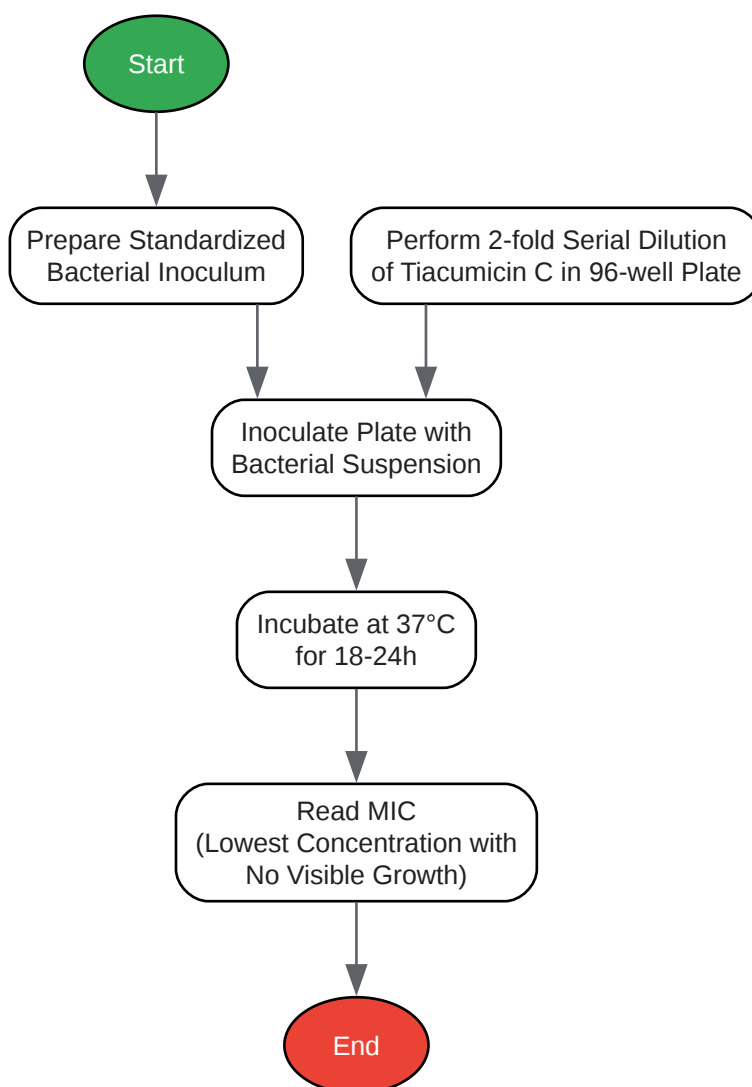 Start
Prepare Standardized
Bacterial Inoculum
Perform 2-fold Serial Dilution
of Tiacumicin C in 96-well Plate
Inoculate Plate with
Bacterial Suspension
Incubate at 37°C
for 18-24h
Read MIC
(Lowest Concentration with
No Visible Growth)
End